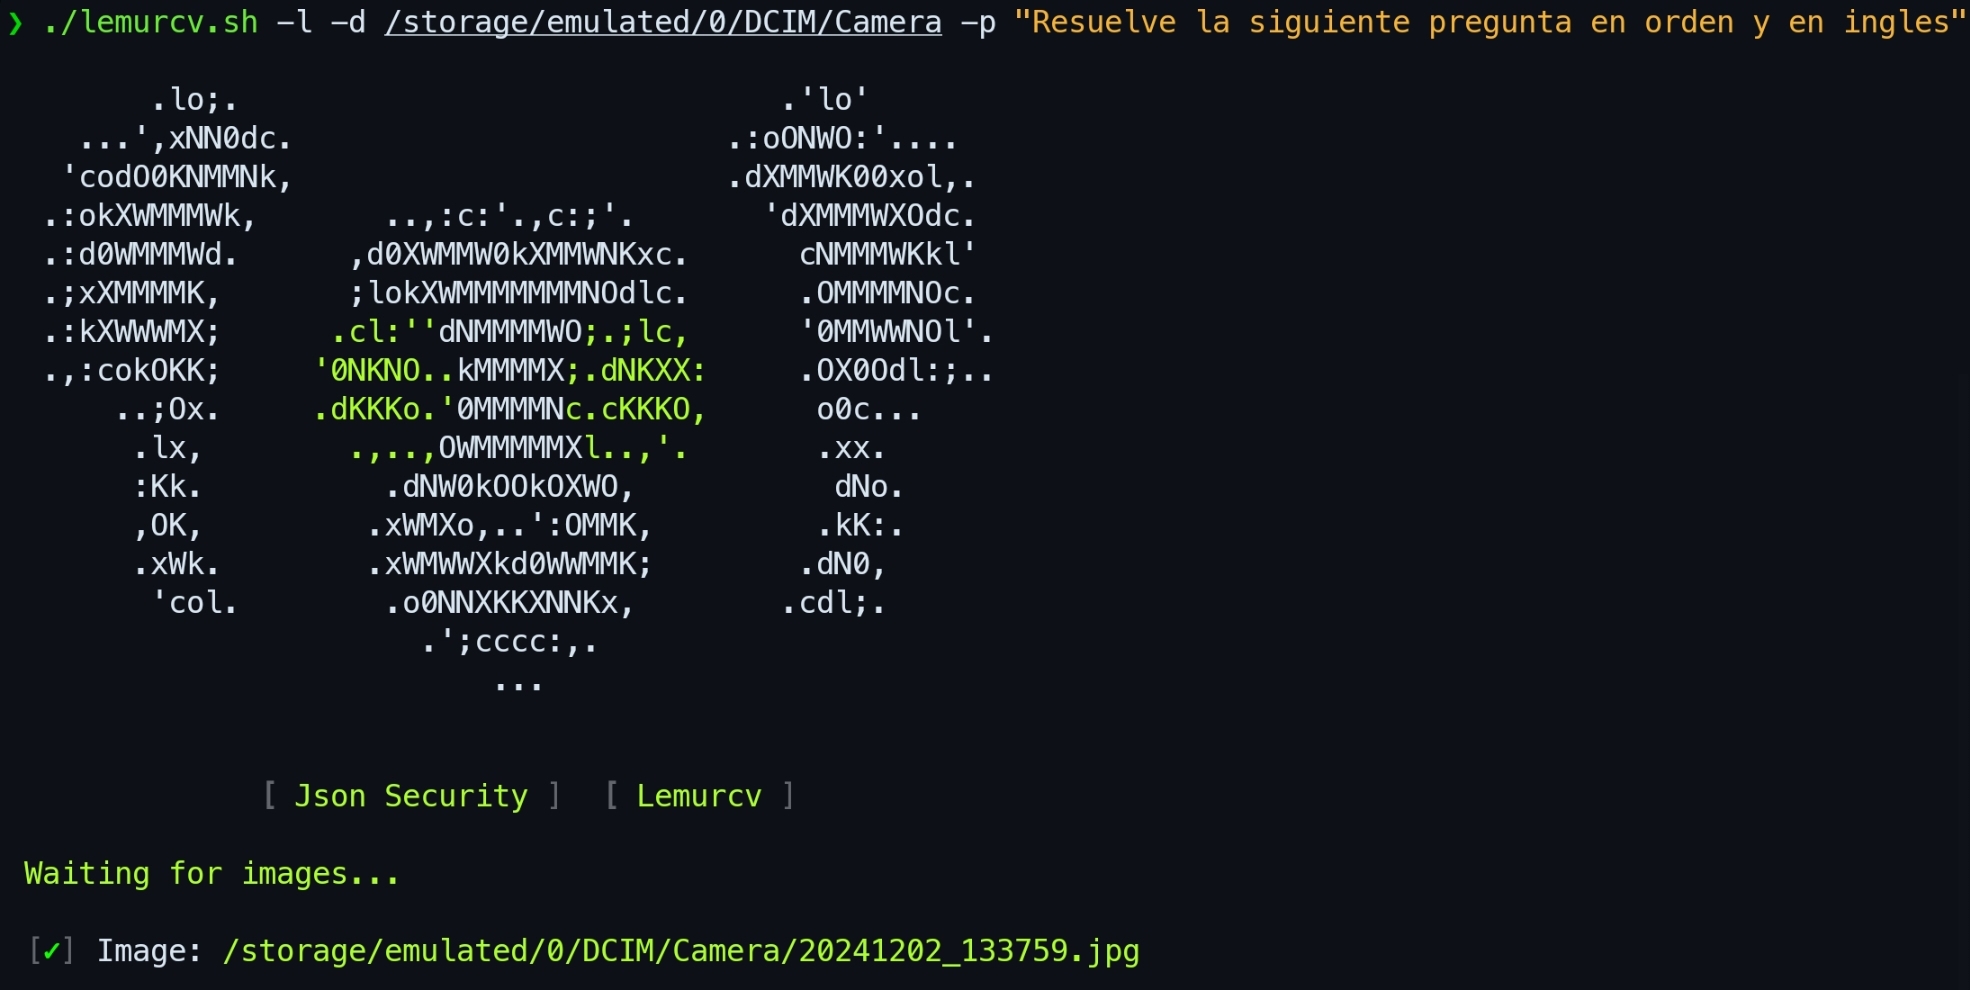 ❯ ./lemurcv.sh -l -d /storage/emulated/0/DCIM/Camera -p "Resuelve la siguiente pregunta en orden y en ingles"
.lo;. .'lo'
...',xNN0dc. .:oONWO:'....
'codO0KNMMNk, .dXMMWK00xol,.
.:okXWMMMWk, ..,:c:'.,c:;'. 'dXMMMWXOdc.
.:d0WMMMWd. ,d0XWMMW0kXMMWNKxc. cNMMMWKkl'
.;xXMMMMK, ;lokXWMMMMMMMNOdlc. .OMMMMNOc.
.:kXWWWMX; .cl:''dNMMMMWO;.;lc, '0MMWWNOl'.
.,:cokOKK; '0NKNO..kMMMMX;.dNKXX: .OX0Odl:;..
..;Ox. .dKKKo.'0MMMMNc.cKKKO, o0c...
.lx, .,..,OWMMMMMXl..,'. .xx.
:Kk. .dNW0kOOkOXWO, dNo.
,OK, .xWMXo,..':OMMK, .kK:.
.xWk. .xWMWWXkd0WWMMK; .dN0,
'col. .o0NNXKKXNNKx, .cdl;.
.';cccc:,.
...
[ Json Security ] [ Lemurcv ]
Waiting for images...
[✓] Image: /storage/emulated/0/DCIM/Camera/20241202_133759.jpg